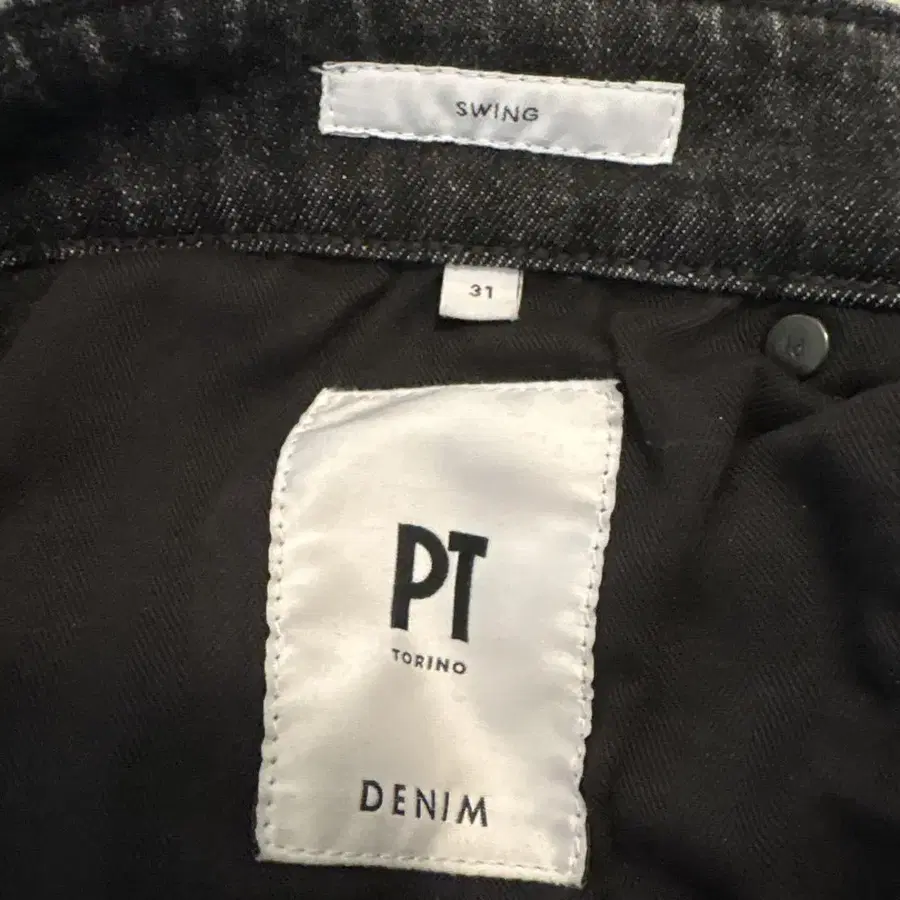 SWING
31
PT
TORINO
DENIM